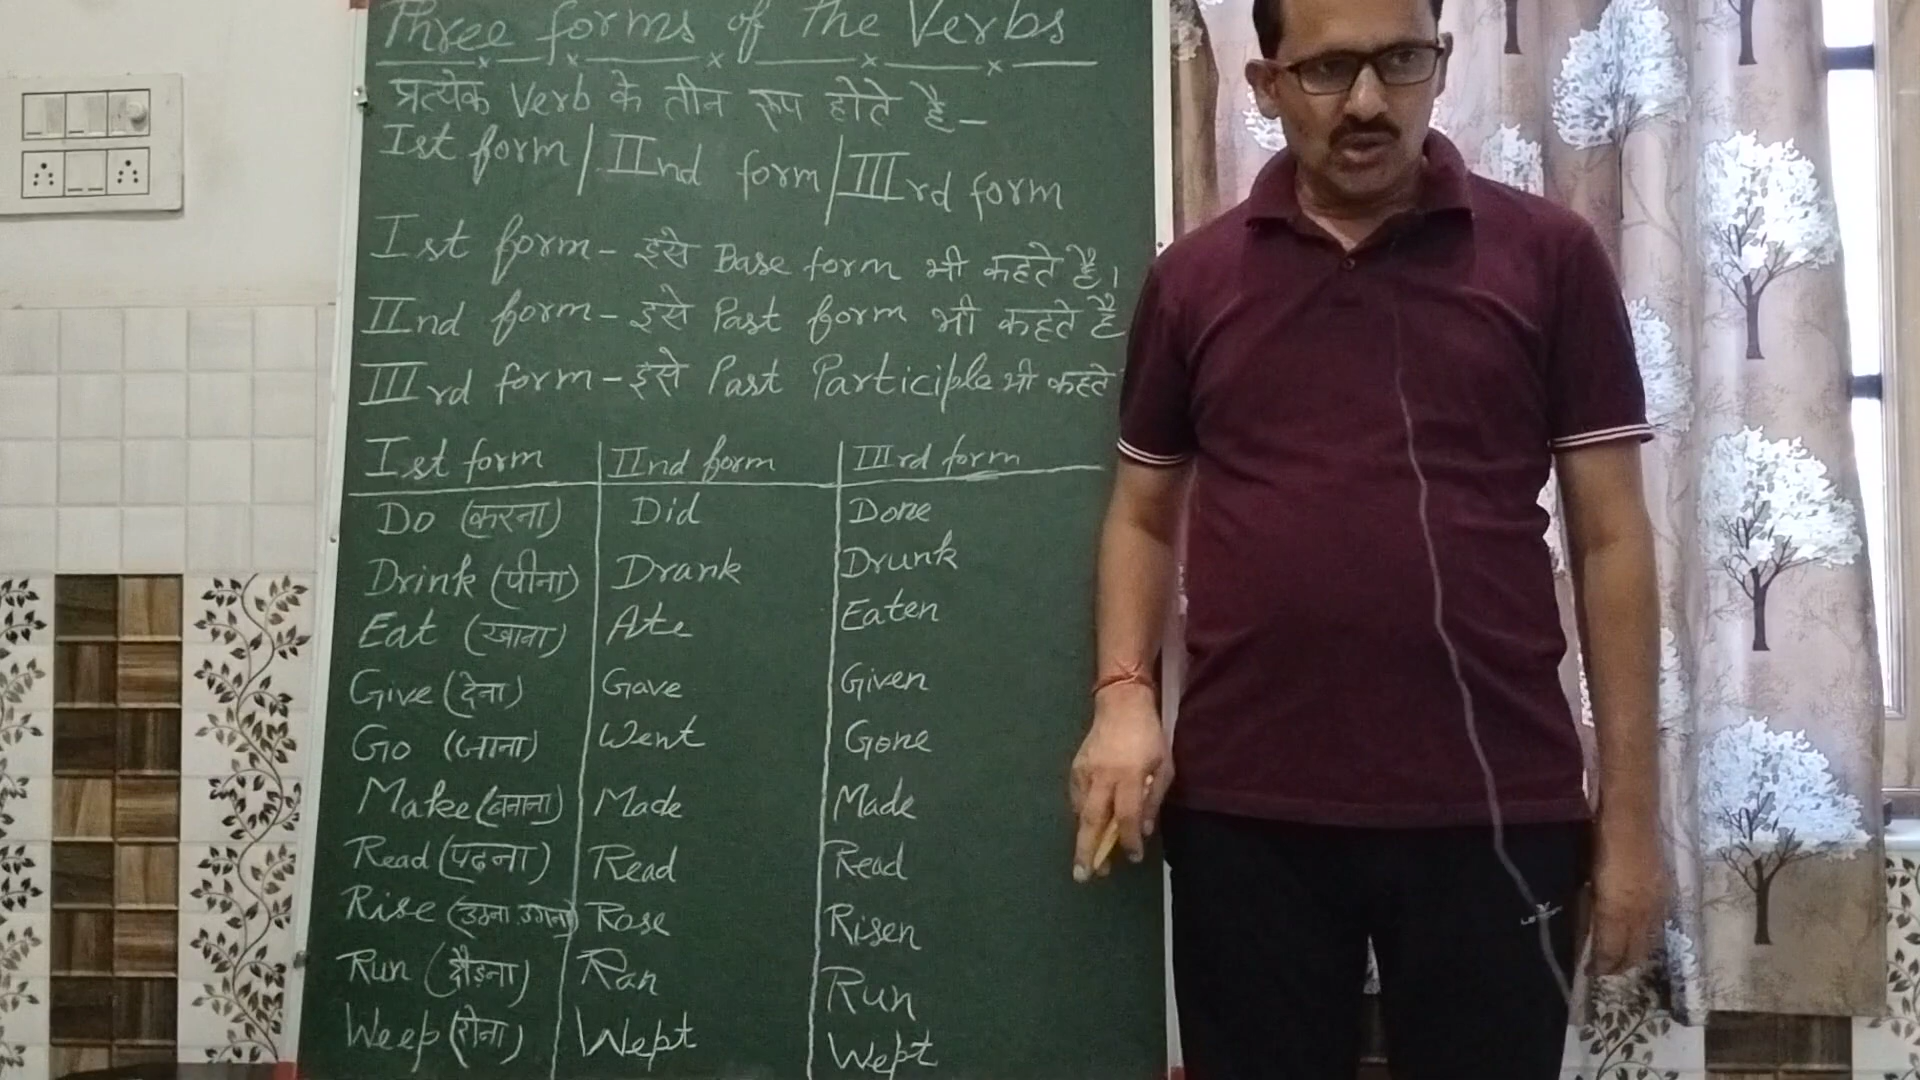 Three forms of the Verbs
प्रत्येक Verb के तीन रूप होते है-
Ist form / IInd form / IIIrd form
Ist form - इसे Base form भी कहते है।
IInd form - इसे Past form भी कहते है
IIIrd form - इसे Past Participle भी कहते
Ist form | IInd form | IIIrd form
Do (करना) Did Done
Drink (पीना) Drank Drunk
Eat (खाना) Ate Eaten
Give (देना) Gave Given
Go (जाना) Went Gone
Make (बनाना) Made Made
Read (पढना) Read Read
Rise (उठना उगना) Rose Risen
Run (दौड़ना) Ran Run
Weep (रोना) Wept Wept